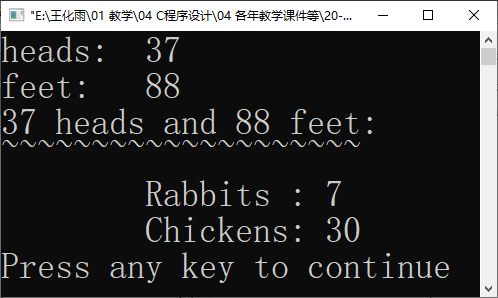 "E:\王化雨\01 教学\04 C程序设计\04 各年教学课件等\20-...
heads:  37
feet:   88
37 heads and 88 feet:
~~~~~~~~~~~~~~~~~~~~
        Rabbits : 7
        Chickens: 30
Press any key to continue